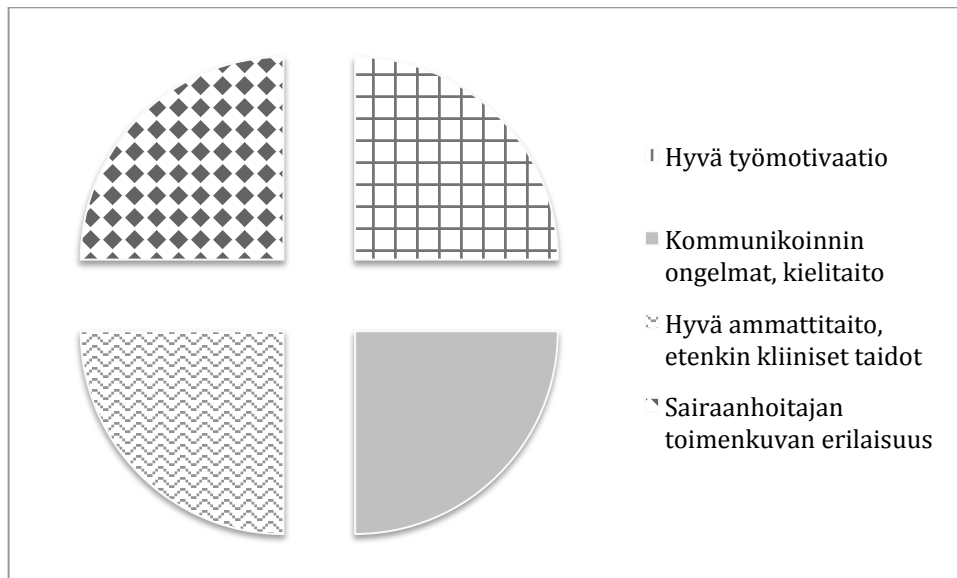 Hyvä työmotivaatio
Kommunikoinnin
ongelmat, kielitaito
Hyvä ammattitaito,
etenkin kliiniset taidot
Sairaanhoitajan
toimenkuvan erilaisuus